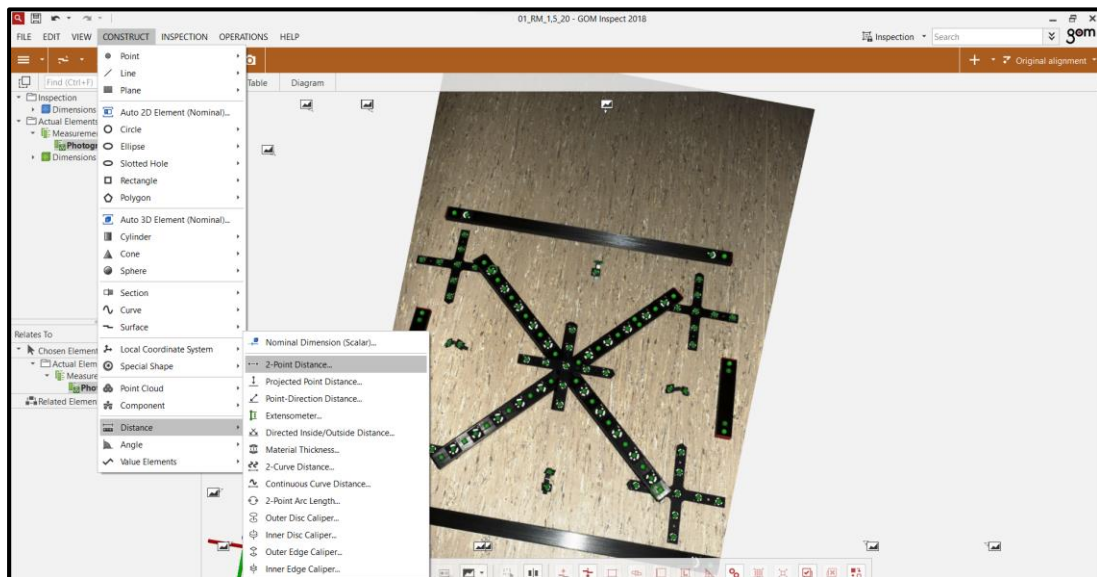 01_RM_1,5_20 - GOM Inspect 2018
FILE EDIT VIEW CONSTRUCT INSPECTION OPERATIONS HELP
Inspection
Search
gom
Original alignment
Find (Ctrl+F)
Table
Diagram
Inspection
Dimensions
Actual Elements
Measureme
Photogr
Dimensions
Point
Line
Plane
Auto 2D Element (Nominal)...
Circle
Ellipse
Slotted Hole
Rectangle
Polygon
Auto 3D Element (Nominal)...
Cylinder
Cone
Sphere
Section
Curve
Surface
Local Coordinate System
Special Shape
Point Cloud
Component
Distance
Angle
Value Elements
Relates To
Chosen Element
Actual Elem
Measure
Phot
Related Elemen
Nominal Dimension (Scalar)...
2-Point Distance...
Projected Point Distance...
Point-Direction Distance...
Extensometer...
Directed Inside/Outside Distance...
Material Thickness...
2-Curve Distance...
Continuous Curve Distance...
2-Point Arc Length...
Outer Disc Caliper...
Inner Disc Caliper...
Outer Edge Caliper...
Inner Edge Caliper...